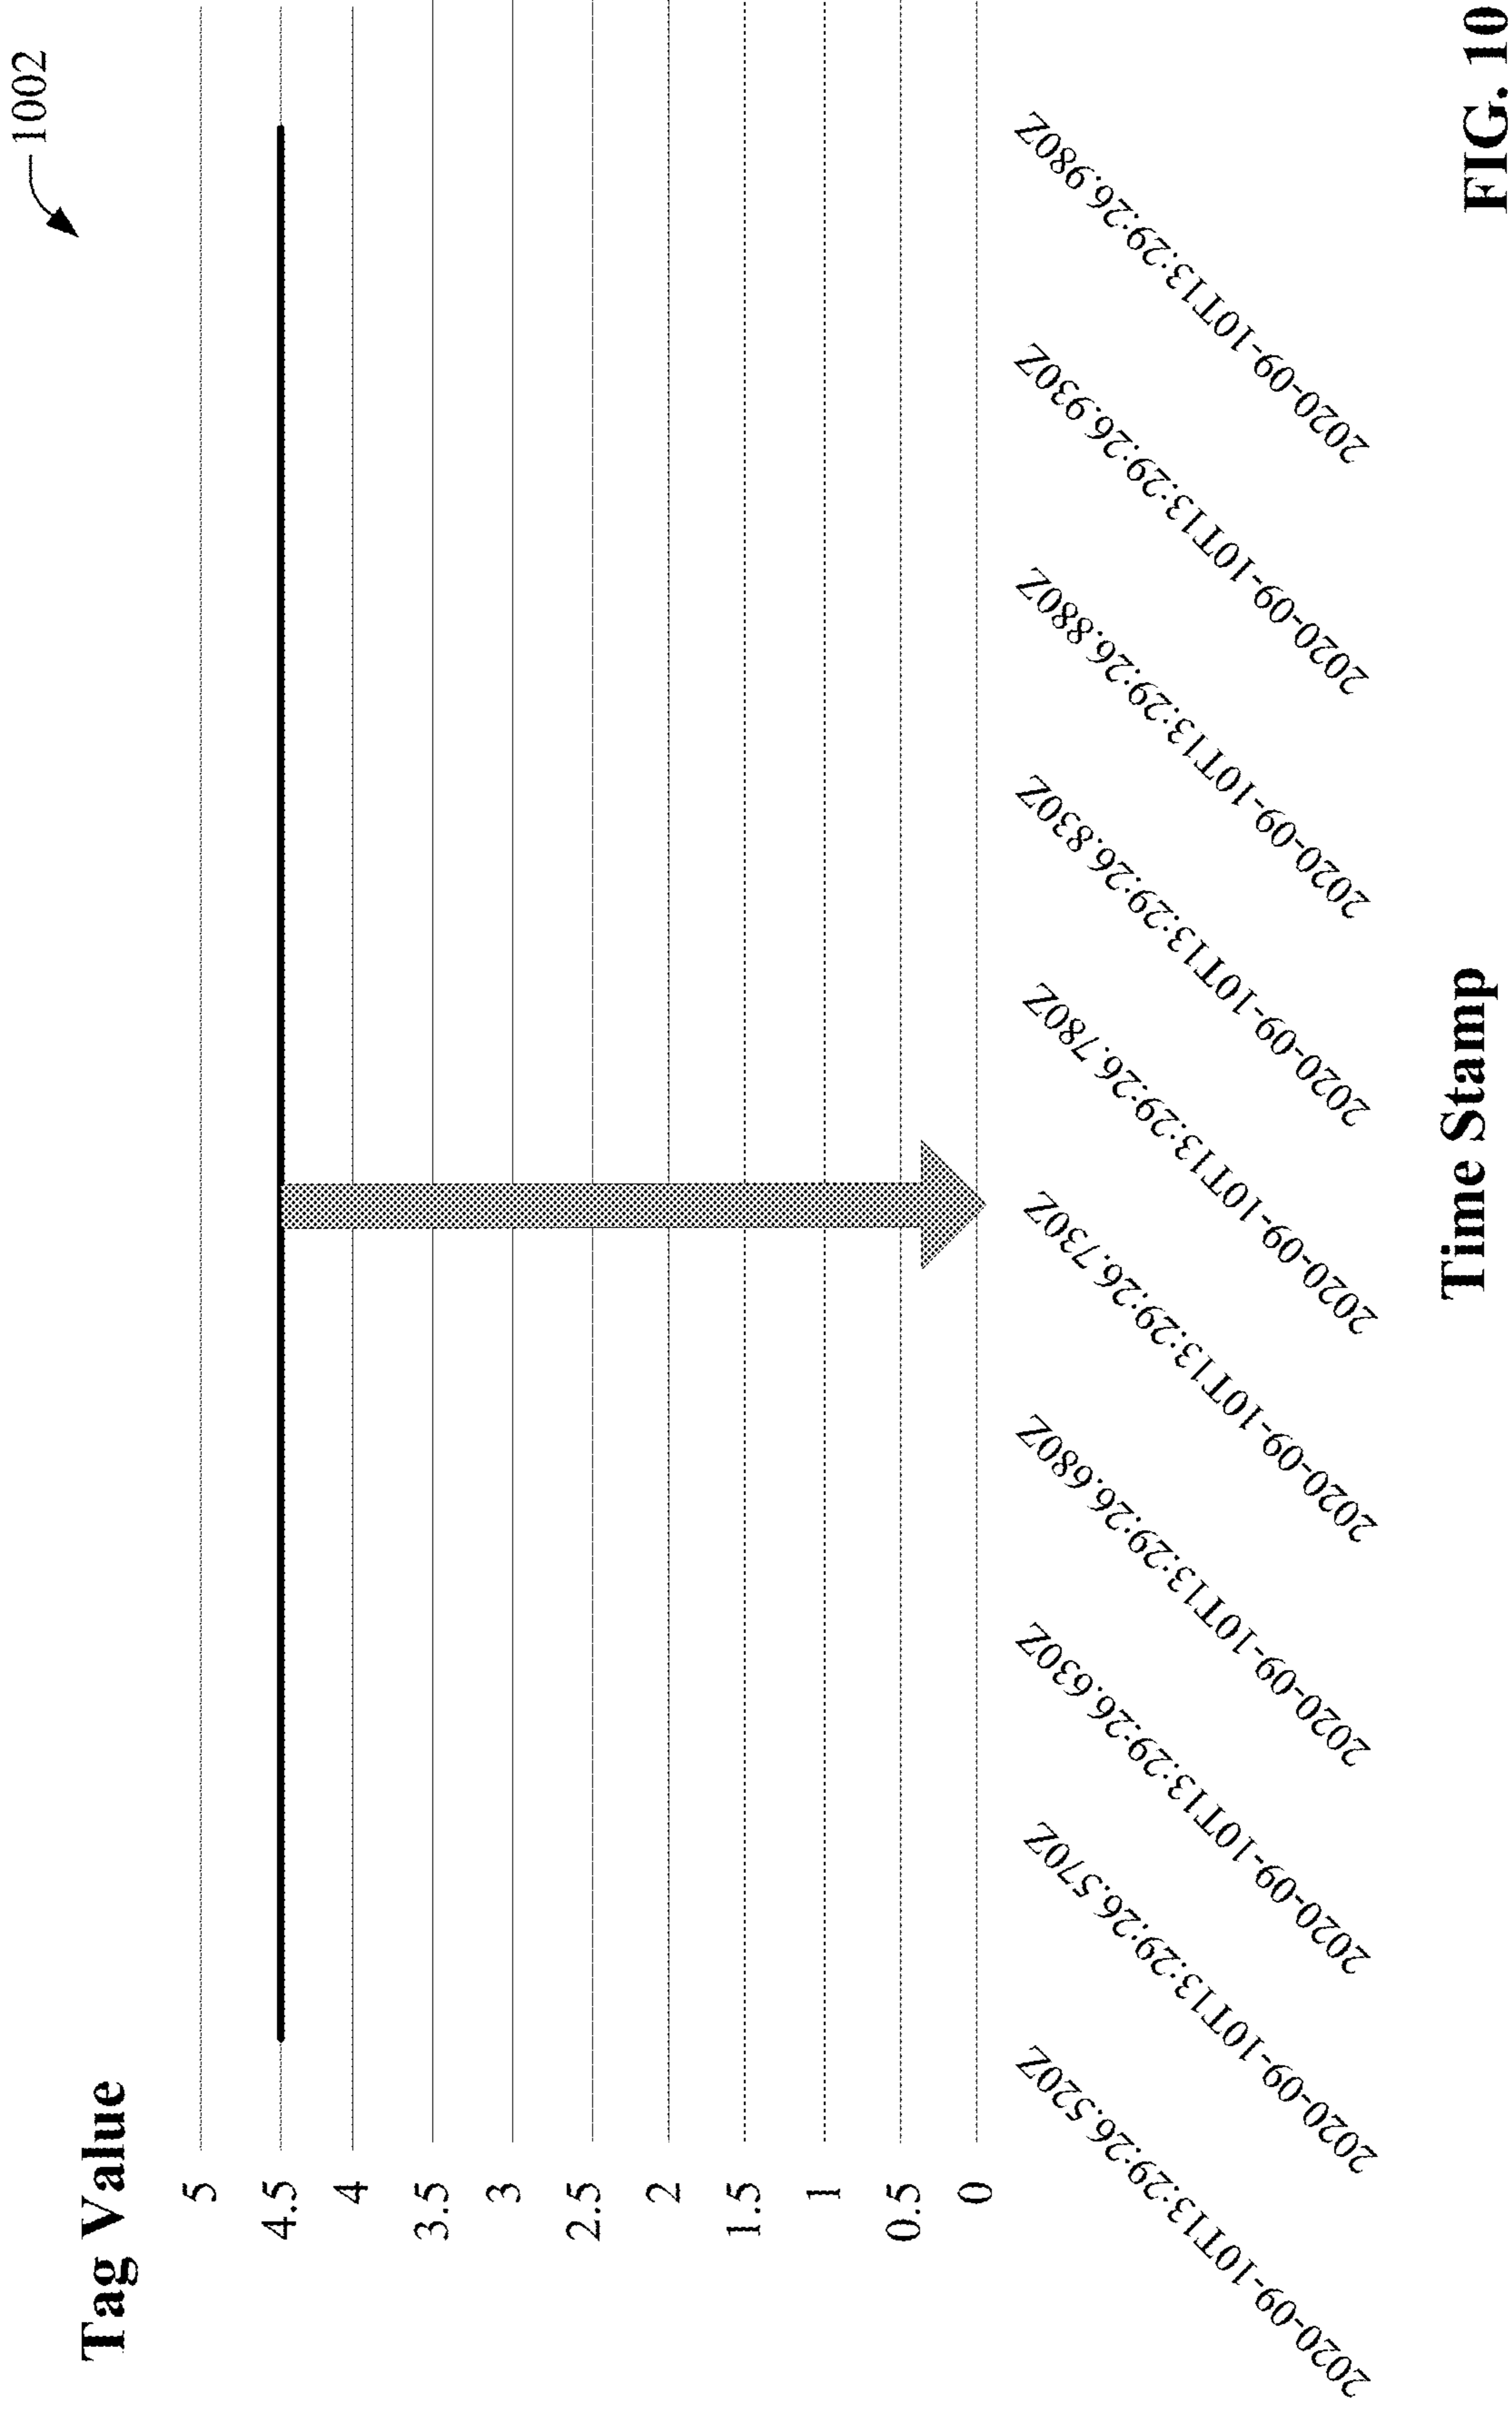 1002
Tag Value
5
4.5
4
3.5
3
2.5
2
1.5
1
0.5
0
2020-09-10T13:29:26.520Z
2020-09-10T13:29:26.570Z
2020-09-10T13:29:26.630Z
2020-09-10T13:29:26.680Z
2020-09-10T13:29:26.730Z
2020-09-10T13:29:26.780Z
2020-09-10T13:29:26.830Z
2020-09-10T13:29:26.880Z
2020-09-10T13:29:26.930Z
2020-09-10T13:29:26.980Z
Time Stamp
FIG. 10